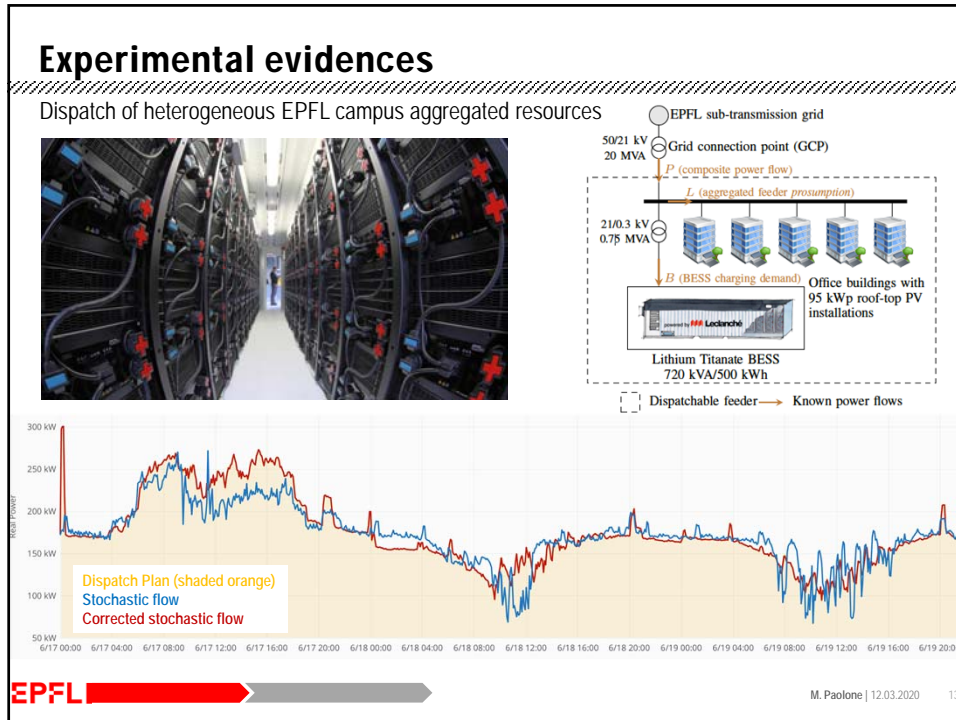 Experimental evidences
Dispatch of heterogeneous EPFL campus aggregated resources
EPFL sub-transmission grid
50/21 kV
20 MVA
Grid connection point (GCP)
P (composite power flow)
L (aggregated feeder prosumption)
21/0.3 kV
0.75 MVA
B (BESS charging demand)
Office buildings with
95 kWp roof-top PV
installations
powered by Leclanché
Lithium Titanate BESS
720 kVA/500 kWh
Dispatchable feeder
Known power flows
300 kW
250 kW
200 kW
150 kW
100 kW
50 kW
Real Power
Dispatch Plan (shaded orange)
Stochastic flow
Corrected stochastic flow
6/17 00:00 6/17 04:00 6/17 08:00 6/17 12:00 6/17 16:00 6/17 20:00 6/18 00:00 6/18 04:00 6/18 08:00 6/18 12:00 6/18 16:00 6/18 20:00 6/19 00:00 6/19 04:00 6/19 08:00 6/19 12:00 6/19 16:00 6/19 20:00
EPFL
M. Paolone | 12.03.2020